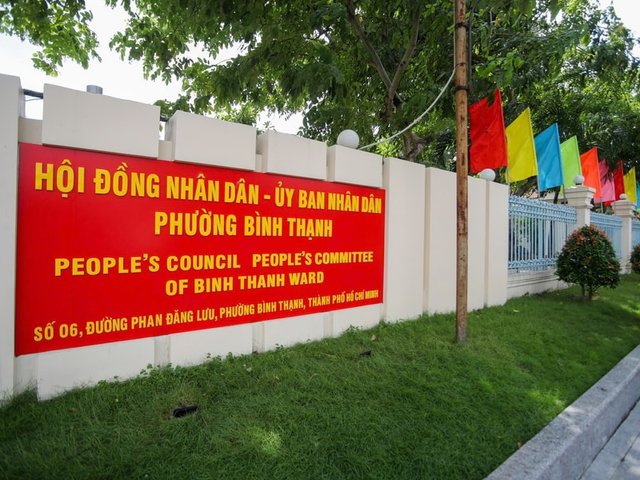 HỘI ĐỒNG NHÂN DÂN - ỦY BAN NHÂN DÂN
PHƯỜNG BÌNH THẠNH
PEOPLE'S COUNCIL PEOPLE'S COMMITTEE
OF BINH THANH WARD
SỐ 06, ĐƯỜNG PHAN ĐĂNG LƯU, PHƯỜNG BÌNH THẠNH, THÀNH PHỐ HỒ CHÍ MINH